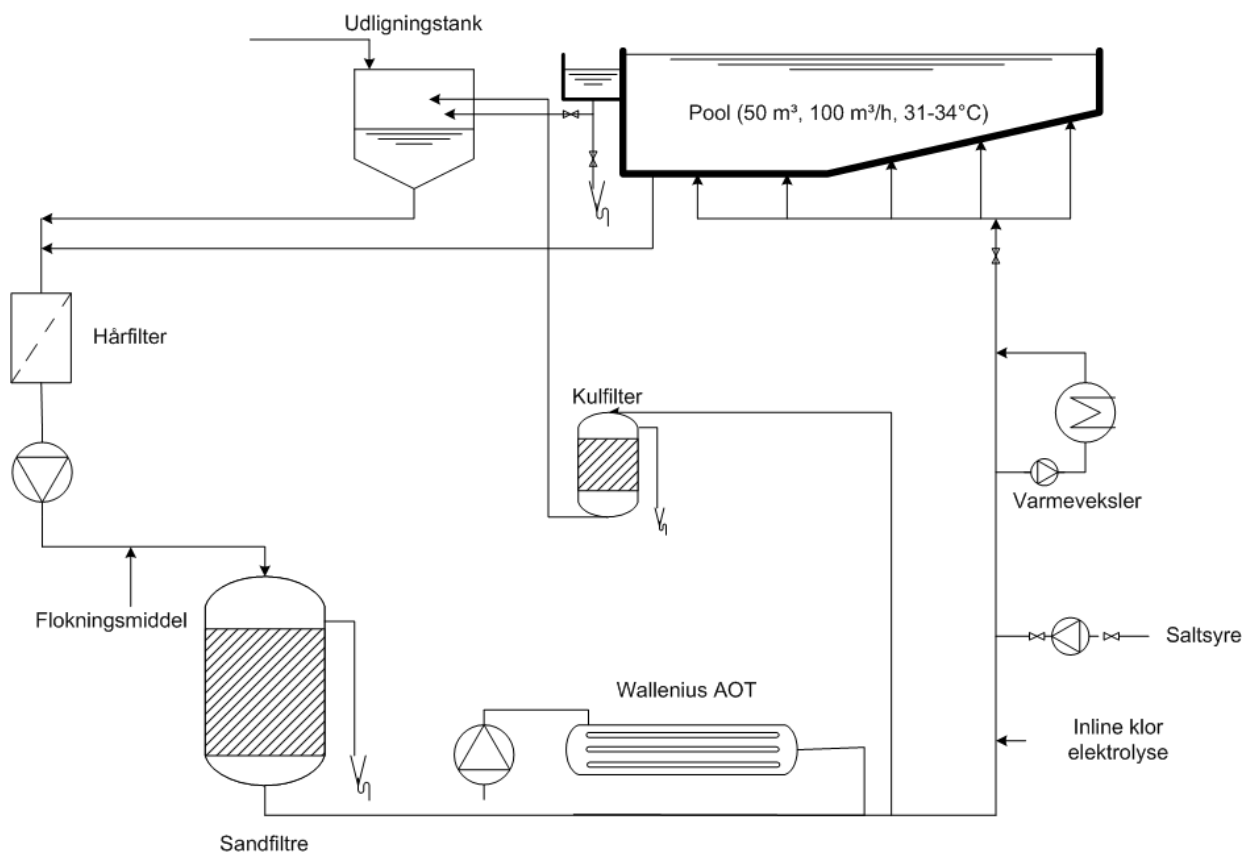 Udligningstank
Pool (50 m³, 100 m³/h, 31-34°C)
Hårfilter
Kulfilter
Varmeveksler
Flokningsmiddel
Saltsyre
Wallenius AOT
Inline klor
elektrolyse
Sandfiltre